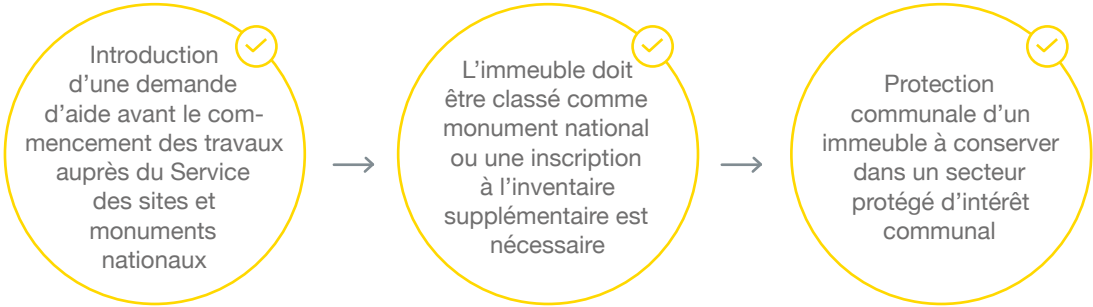 Introduction
d’une demande
d’aide avant le com-
mencement des travaux
auprès du Service
des sites et
monuments
nationaux
L’immeuble doit
être classé comme
monument national
ou une inscription
à l’inventaire
supplémentaire est
nécessaire
Protection
communale d’un
immeuble à conserver
dans un secteur
protégé d’intérêt
communal